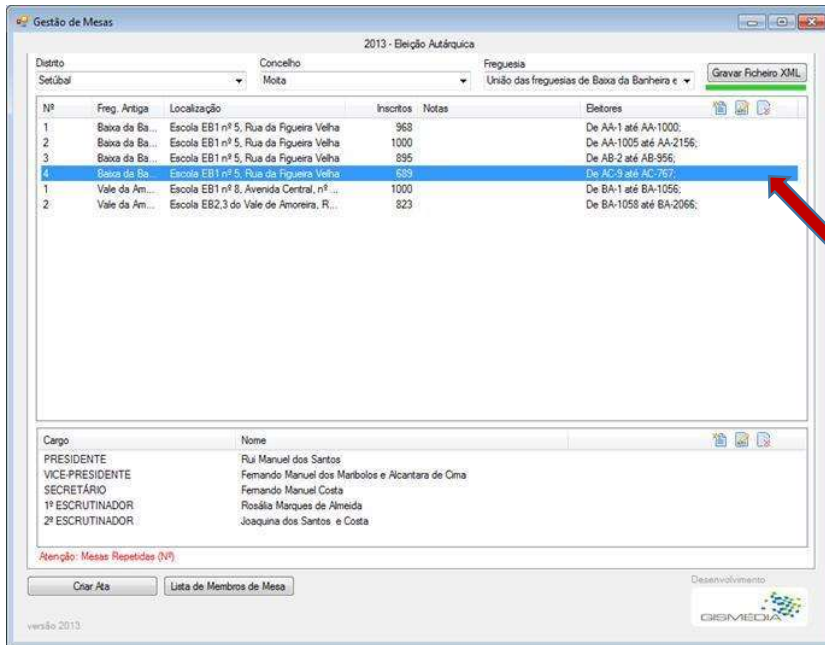 Gestão de Mesas
2013 - Eleição Autárquica
Distrito Concelho Freguesia
Setúbal Moita União das freguesias de Baixa da Banheira e Gravar Ficheiro XML
Nº Freg. Antiga Localização Inscritos Notas Eleitores
1 Baixa da Ba... Escola EB1 nº 5, Rua da Figueira Velha 968 De AA-1 até AA-1000;
2 Baixa da Ba... Escola EB1 nº 5, Rua da Figueira Velha 1000 De AA-1005 até AA-2156;
3 Baixa da Ba... Escola EB1 nº 5, Rua da Figueira Velha 895 De AB-2 até AB-956;
4 Baixa da Ba... Escola EB1 nº 5, Rua da Figueira Velha 689 De AC-9 até AC-767;
1 Vale da Am... Escola EB1 nº 8, Avenida Central, nº ... 1000 De BA-1 até BA-1056;
2 Vale da Am... Escola EB2,3 do Vale de Amoreira, R... 823 De BA-1058 até BA-2066;
Cargo Nome
PRESIDENTE Rui Manuel dos Santos
VICE-PRESIDENTE Fernando Manuel dos Maribolos e Alcantara de Cima
SECRETÁRIO Fernando Manuel Costa
1º ESCRUTINADOR Rosália Marques de Almeida
2º ESCRUTINADOR Joaquina dos Santos e Costa
Atenção: Mesas Repetidas (Nº)
Criar Ata Lista de Membros de Mesa
Desenvolvimento
GISMÉDIA
versão 2013